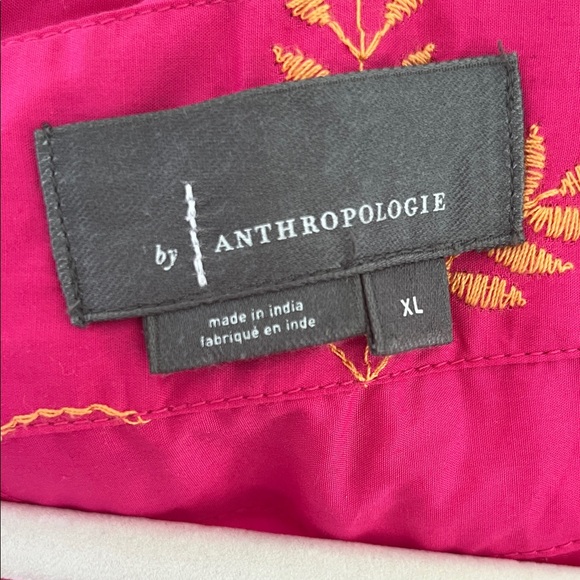 by ANTHROPOLOGIE
made in india
fabriqué en inde
XL